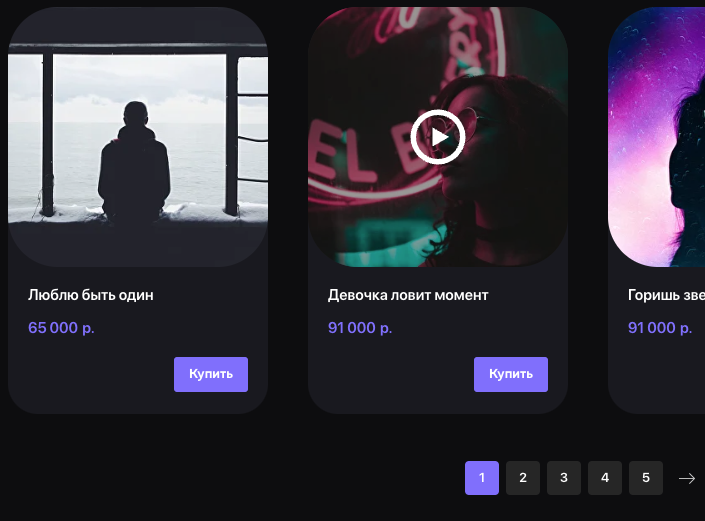 Люблю быть один
65 000 р.
Купить
EL B
Девочка ловит момент
91 000 р.
Купить
Горишь зве
91 000 р.
1 2 3 4 5